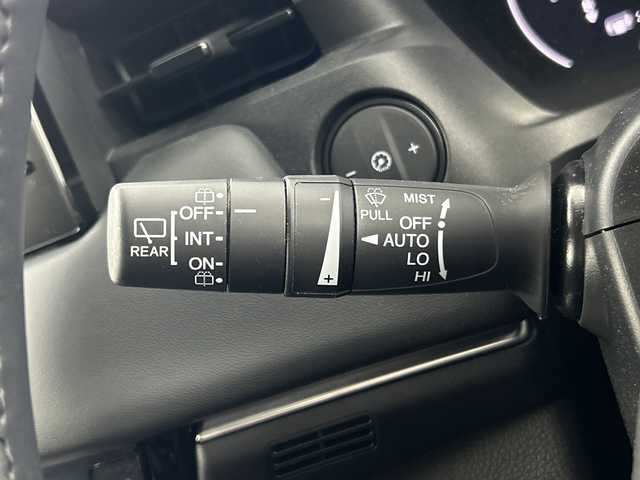 REAR
OFF
INT
ON
-
+
PULL
MIST
OFF
AUTO
LO
HI
+
-